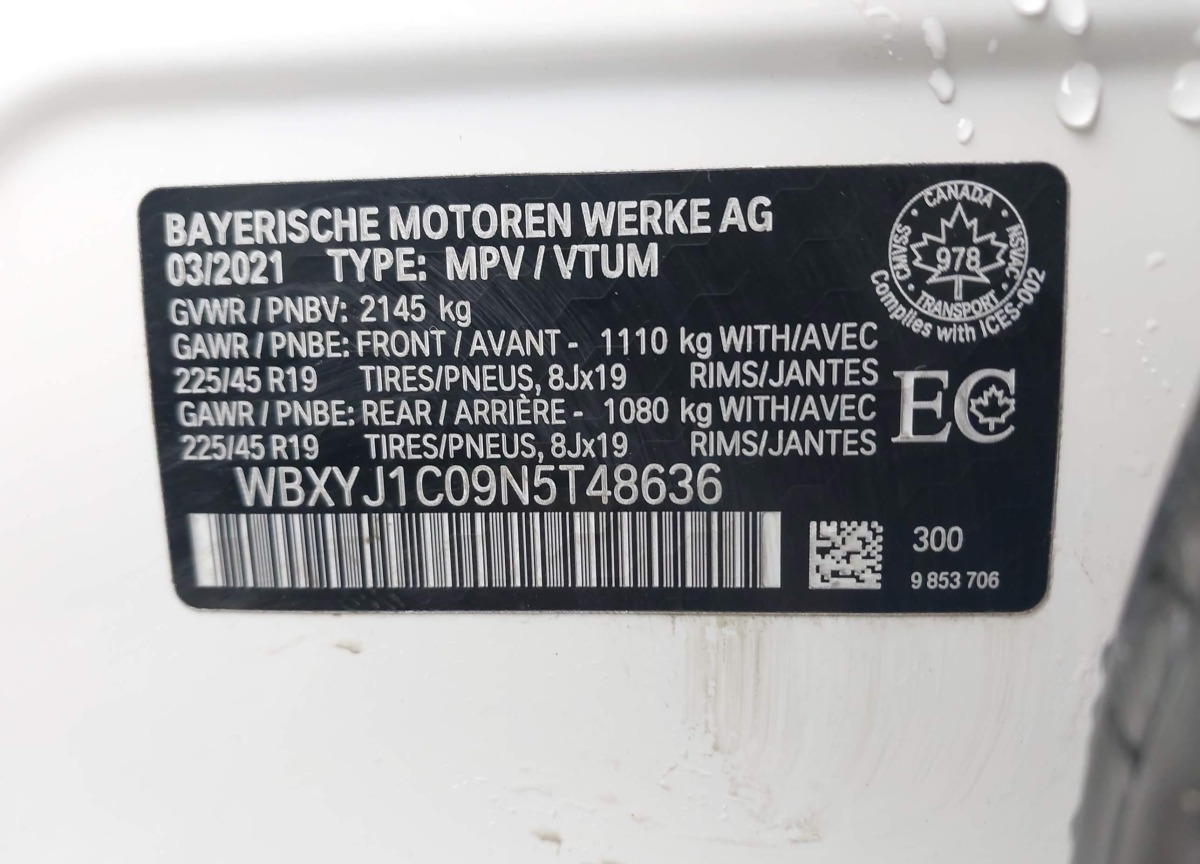 BAYERISCHE MOTOREN WERKE AG
03/2021 TYPE: MPV / VTUM
GVWR / PNBV: 2145 kg
GAWR / PNBE: FRONT / AVANT - 1110 kg WITH/AVEC
225/45 R19 TIRES/PNEUS, 8Jx19 RIMS/JANTES
GAWR / PNBE: REAR / ARRIÈRE - 1080 kg WITH/AVEC
225/45 R19 TIRES/PNEUS, 8Jx19 RIMS/JANTES
WBXYJ1C09N5T48636
CANADA
CMVSS
978
NSVAC
TRANSPORT
Complies with ICES-002
EC
300
9 853 706